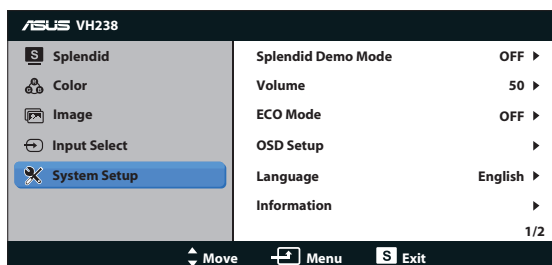 ASUS VH238
S Splendid
Color
Image
Input Select
System Setup
Splendid Demo Mode OFF
Volume 50
ECO Mode OFF
OSD Setup
Language English
Information
1/2
Move Menu S Exit